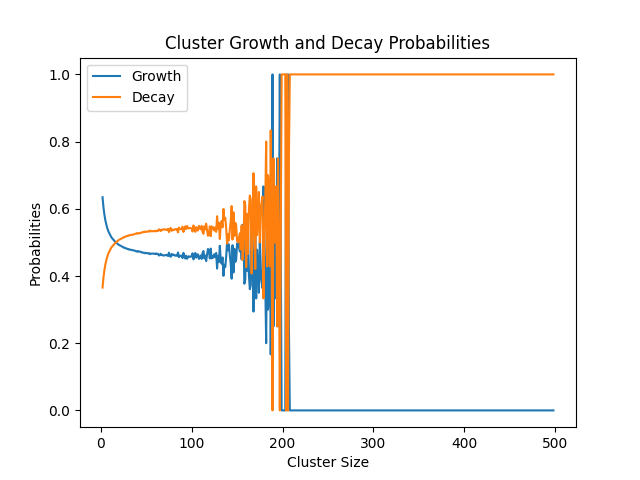 Cluster Growth and Decay Probabilities
Growth
Decay
Probabilities
1.0
0.8
0.6
0.4
0.2
0.0
0
100
200
300
400
500
Cluster Size